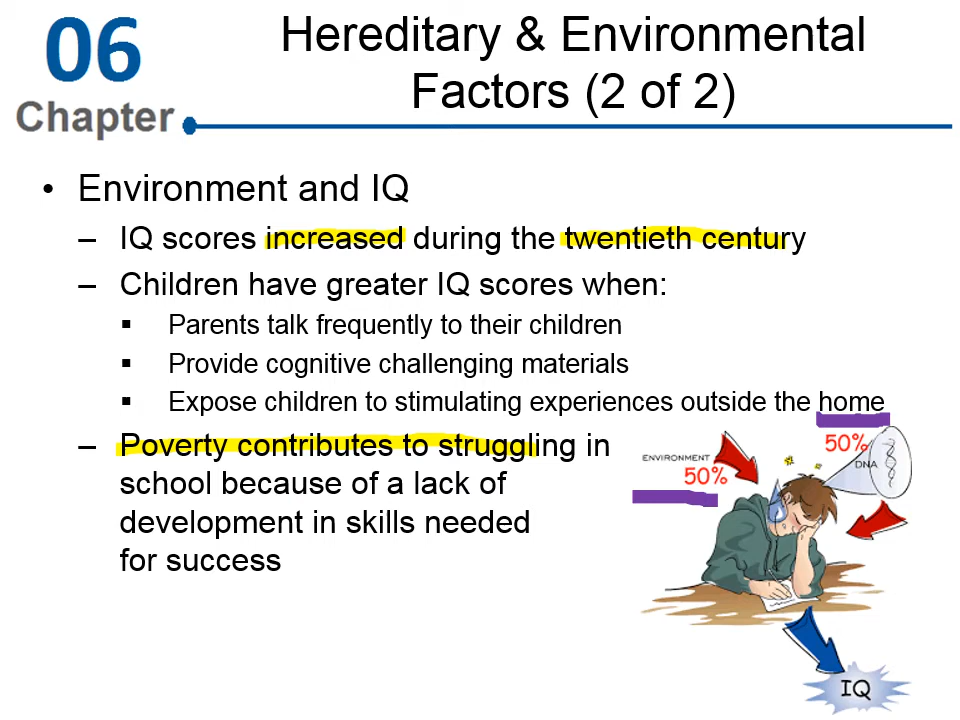 06
Chapter
Hereditary & Environmental
Factors (2 of 2)
• Environment and IQ
– IQ scores increased during the twentieth century
– Children have greater IQ scores when:
▪ Parents talk frequently to their children
▪ Provide cognitive challenging materials
▪ Expose children to stimulating experiences outside the home
– Poverty contributes to struggling in
school because of a lack of
development in skills needed
for success
ENVIRONMENT
50%
50%
DNA
IQ